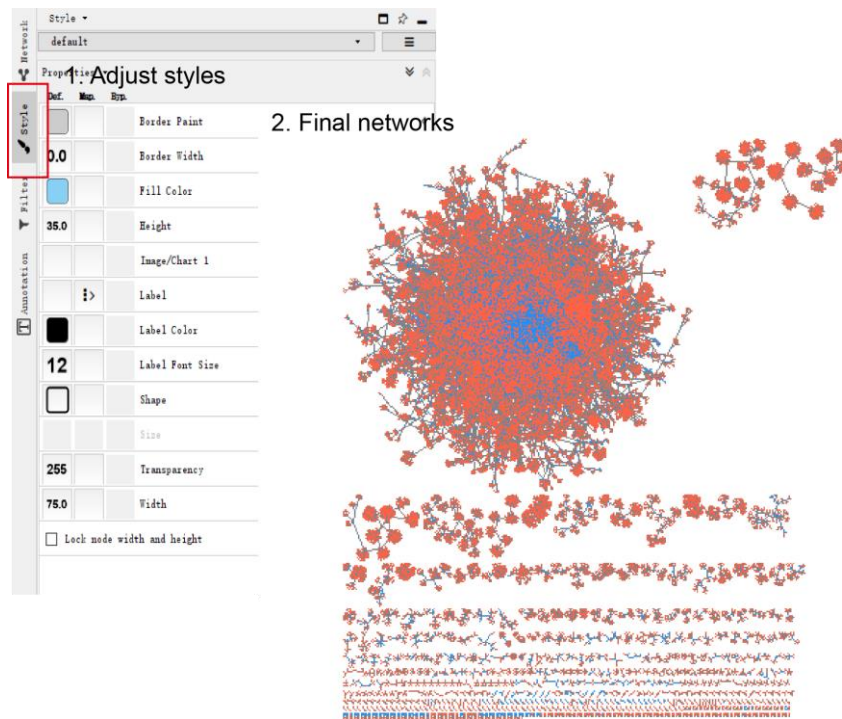 Style
default
Properties
1. Adjust styles
Def. Map. Byp.
2. Final networks
Border Paint
0.0 Border Width
Fill Color
35.0 Height
Image/Chart 1
Label
Label Color
12 Label Font Size
Shape
Size
255 Transparency
75.0 Width
Lock node width and height
Network
Style
Filter
Annotation